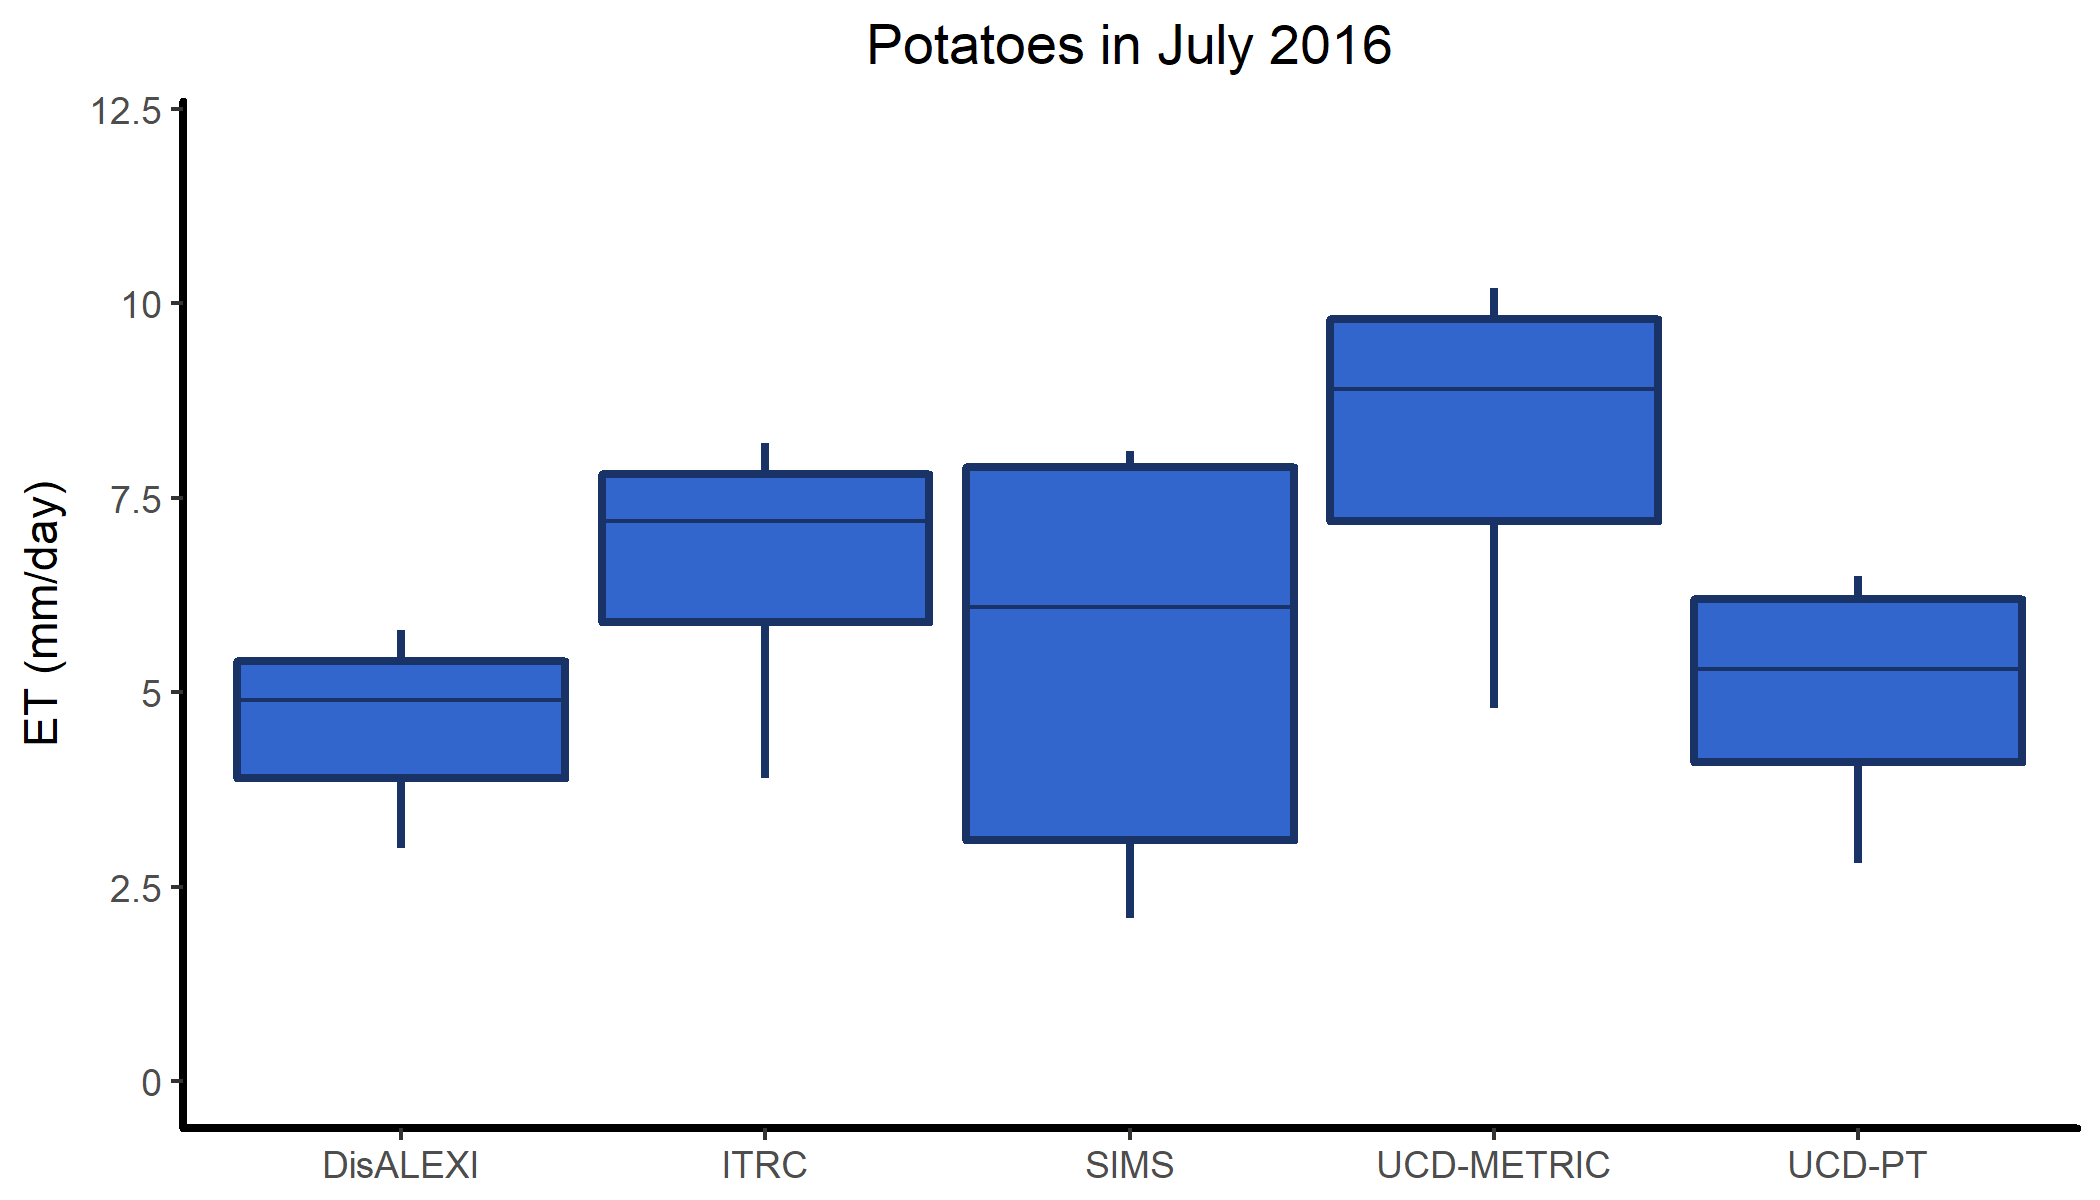 Potatoes in July 2016
ET (mm/day)
12.5
10
7.5
5
2.5
0
DisALEXI
ITRC
SIMS
UCD-METRIC
UCD-PT